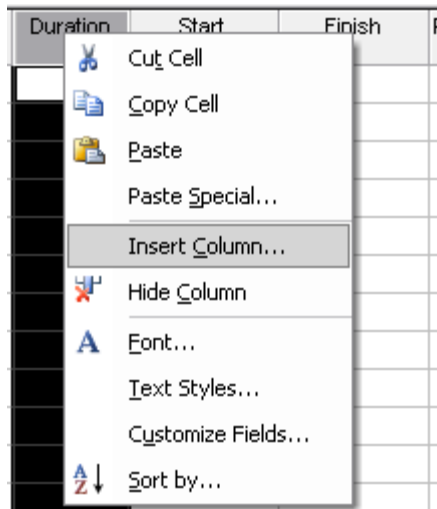 Duration Start Finish
Cut Cell
Copy Cell
Paste
Paste Special...
Insert Column...
Hide Column
Font...
Text Styles...
Customize Fields...
Sort by...